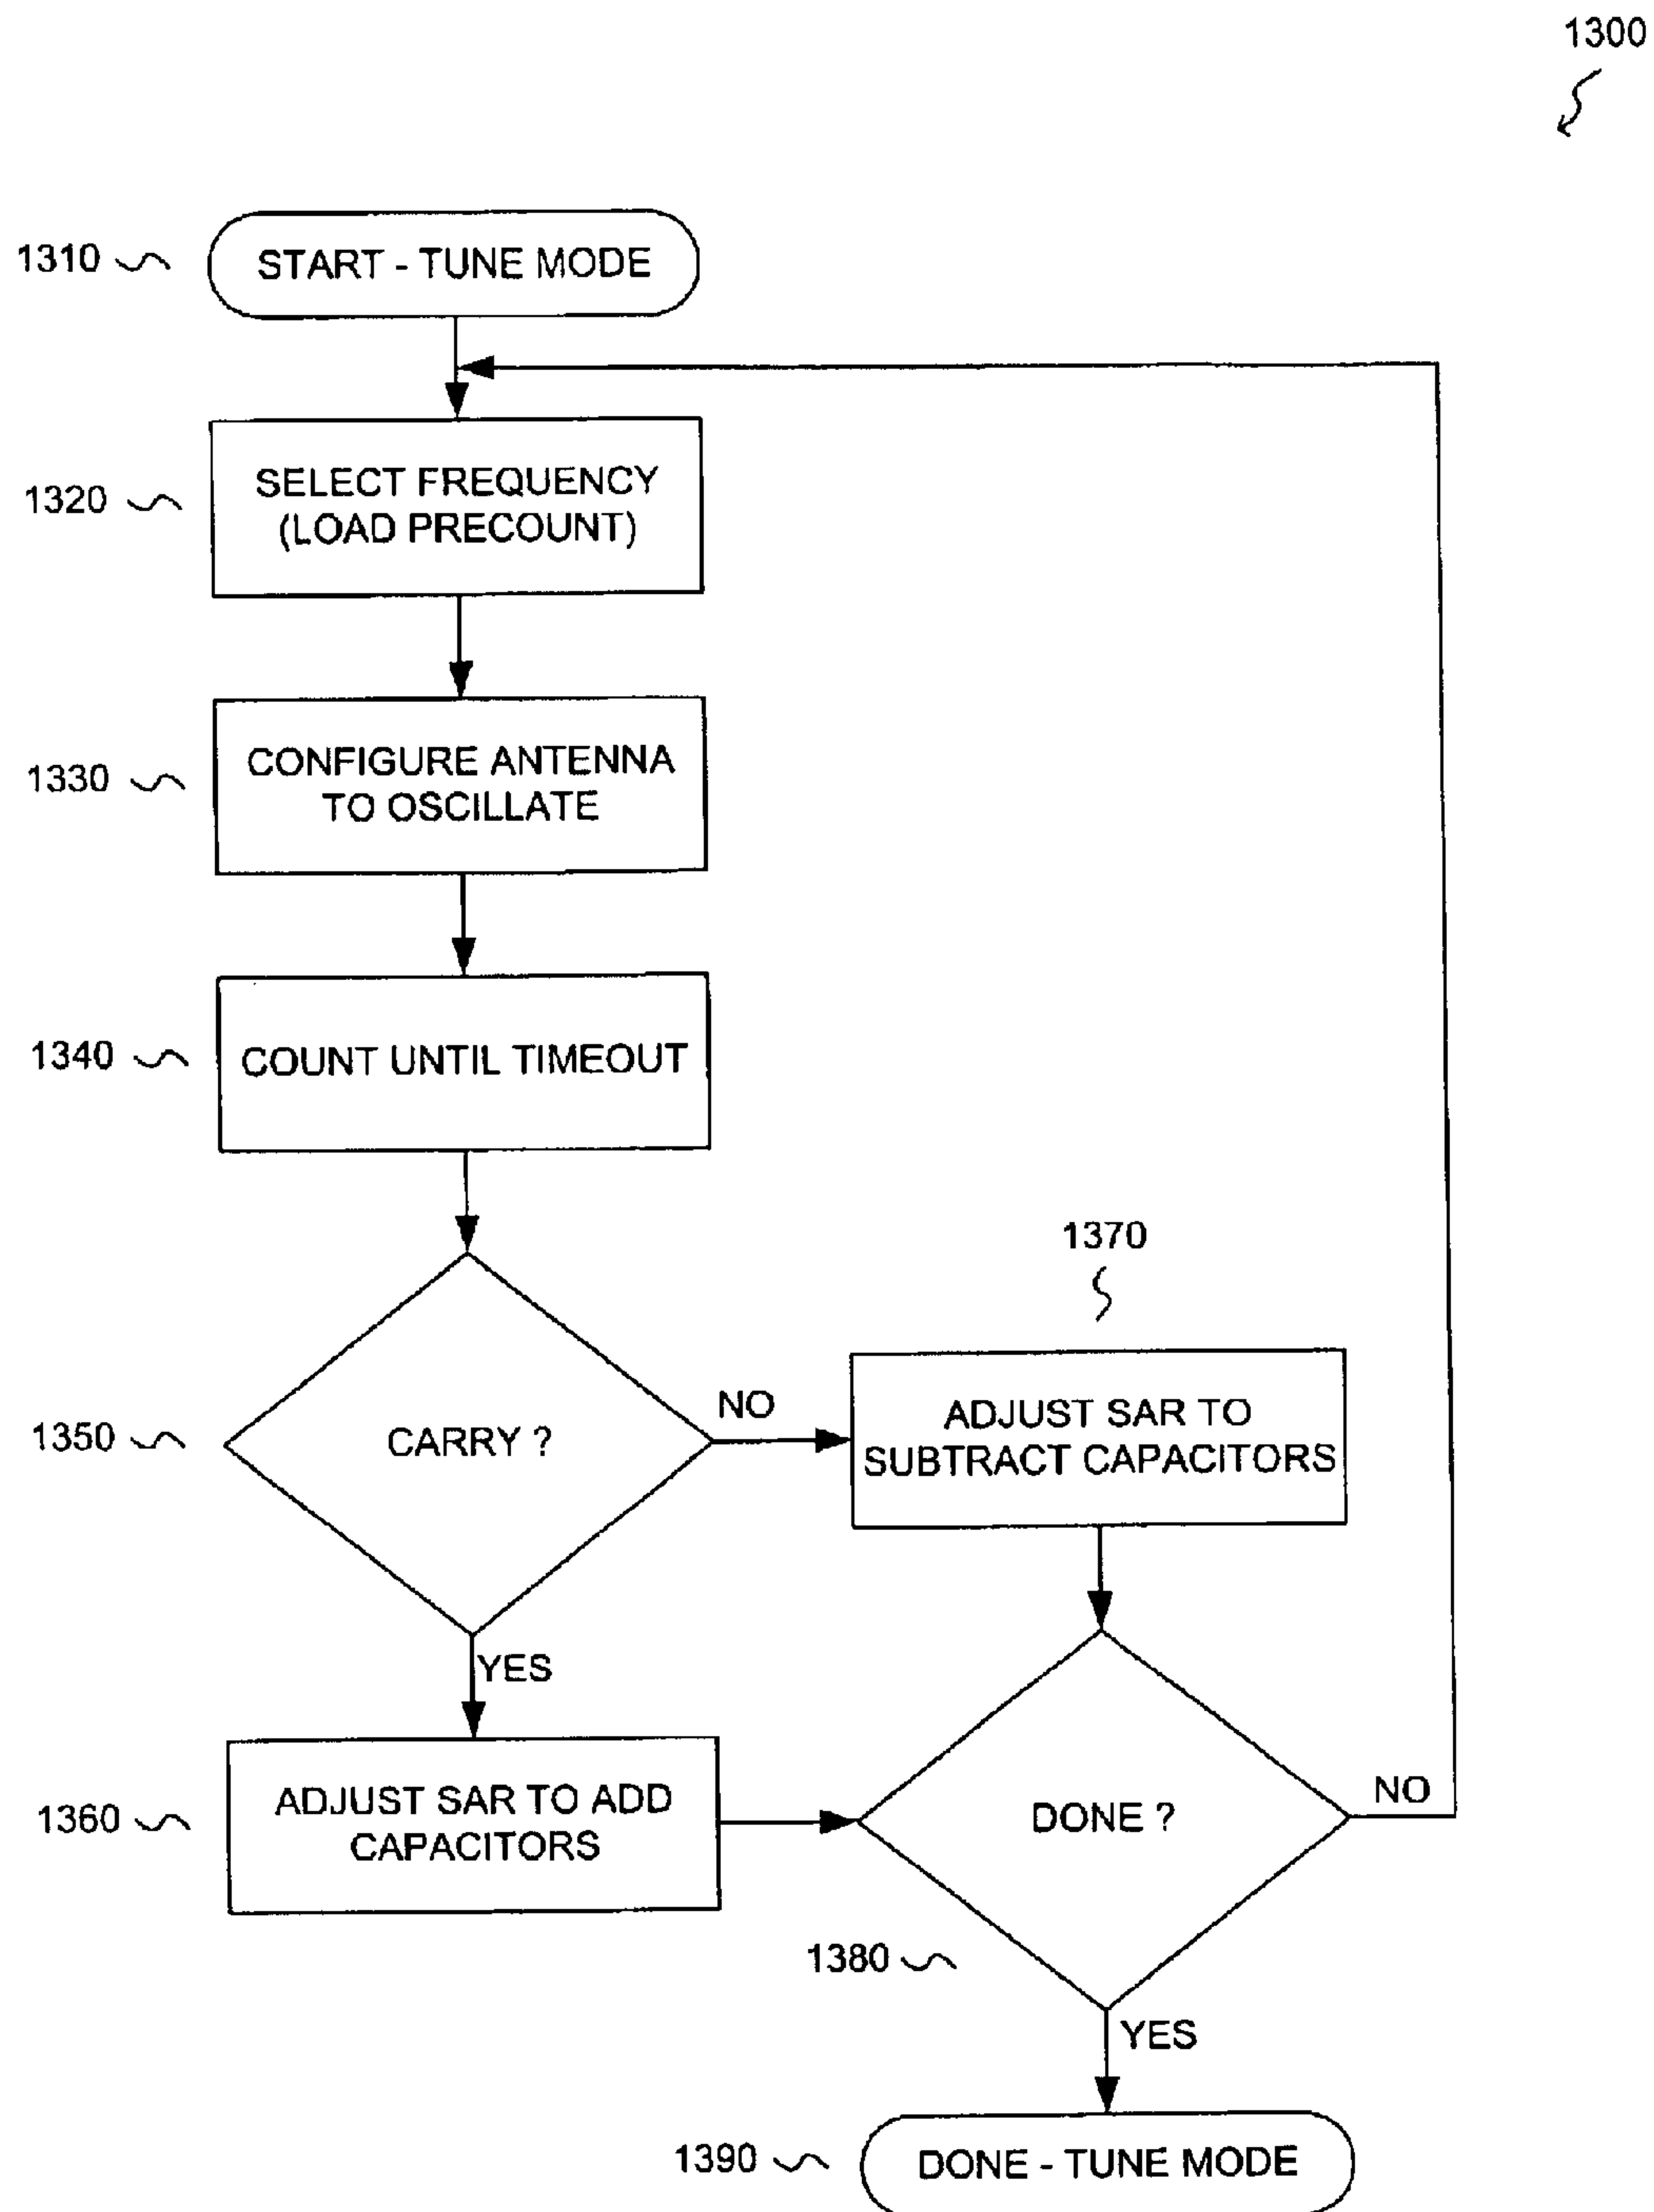 1300
1310
START - TUNE MODE
1320
SELECT FREQUENCY
(LOAD PRECOUNT)
1330
CONFIGURE ANTENNA
TO OSCILLATE
1340
COUNT UNTIL TIMEOUT
1350
CARRY ?
NO
1370
ADJUST SAR TO
SUBTRACT CAPACITORS
YES
1360
ADJUST SAR TO ADD
CAPACITORS
DONE ?
NO
1380
YES
1390
DONE - TUNE MODE